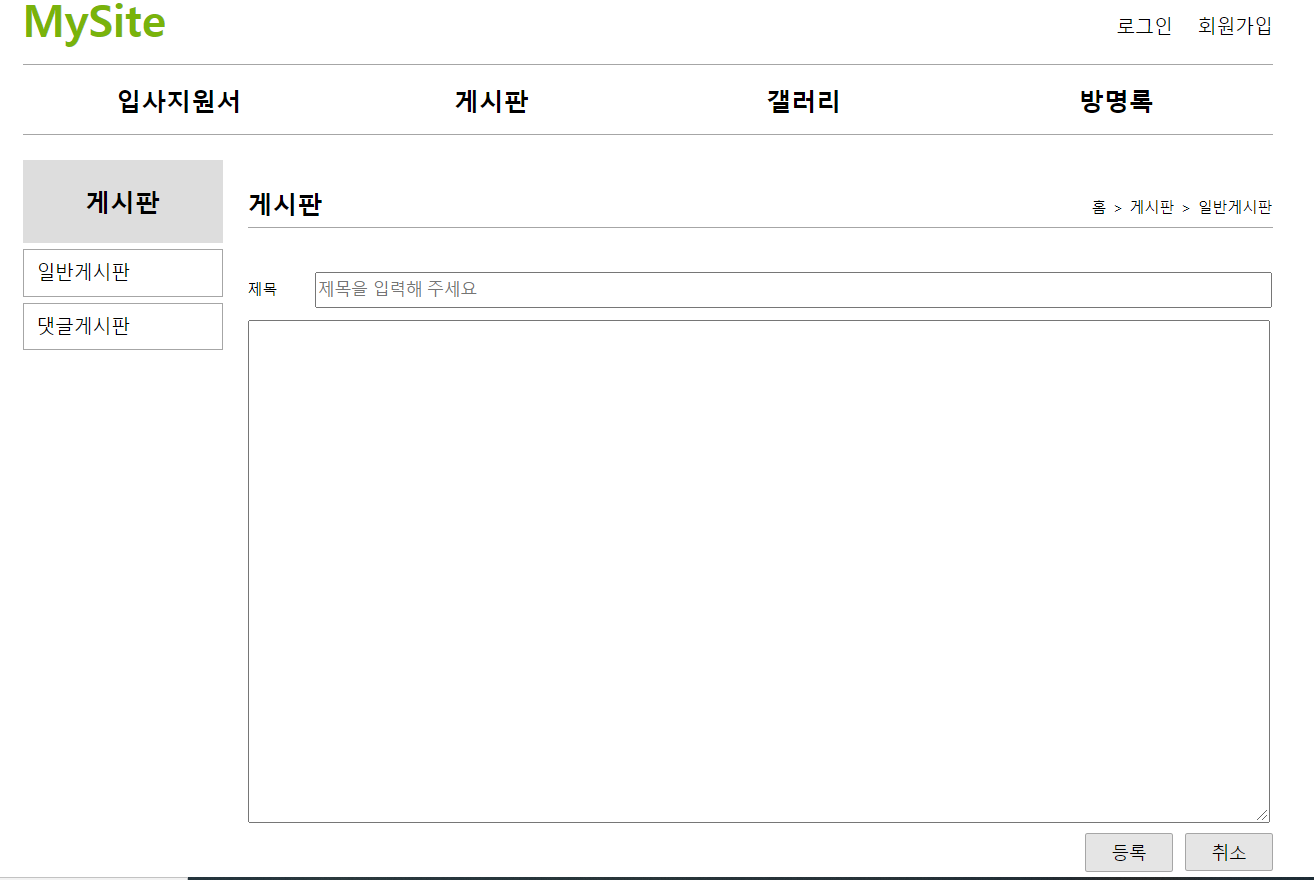 MySite
로그인 회원가입
입사지원서 게시판 갤러리 방명록
게시판
일반게시판
댓글게시판
게시판
홈 > 게시판 > 일반게시판
제목 제목을 입력해 주세요
등록 취소